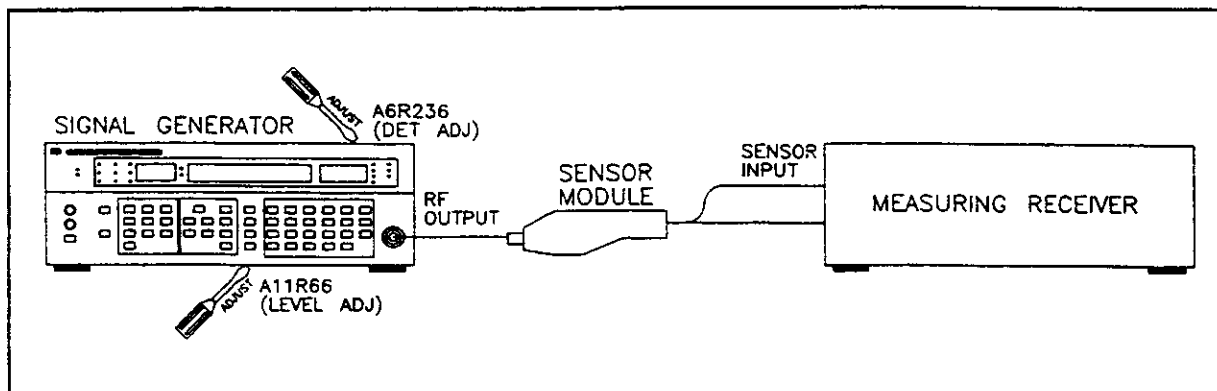 SIGNAL GENERATOR
ADJUST
A6R236
(DET ADJ)
RF
OUTPUT
SENSOR
MODULE
SENSOR
INPUT
MEASURING RECEIVER
ADJUST
A11R66
(LEVEL ADJ)